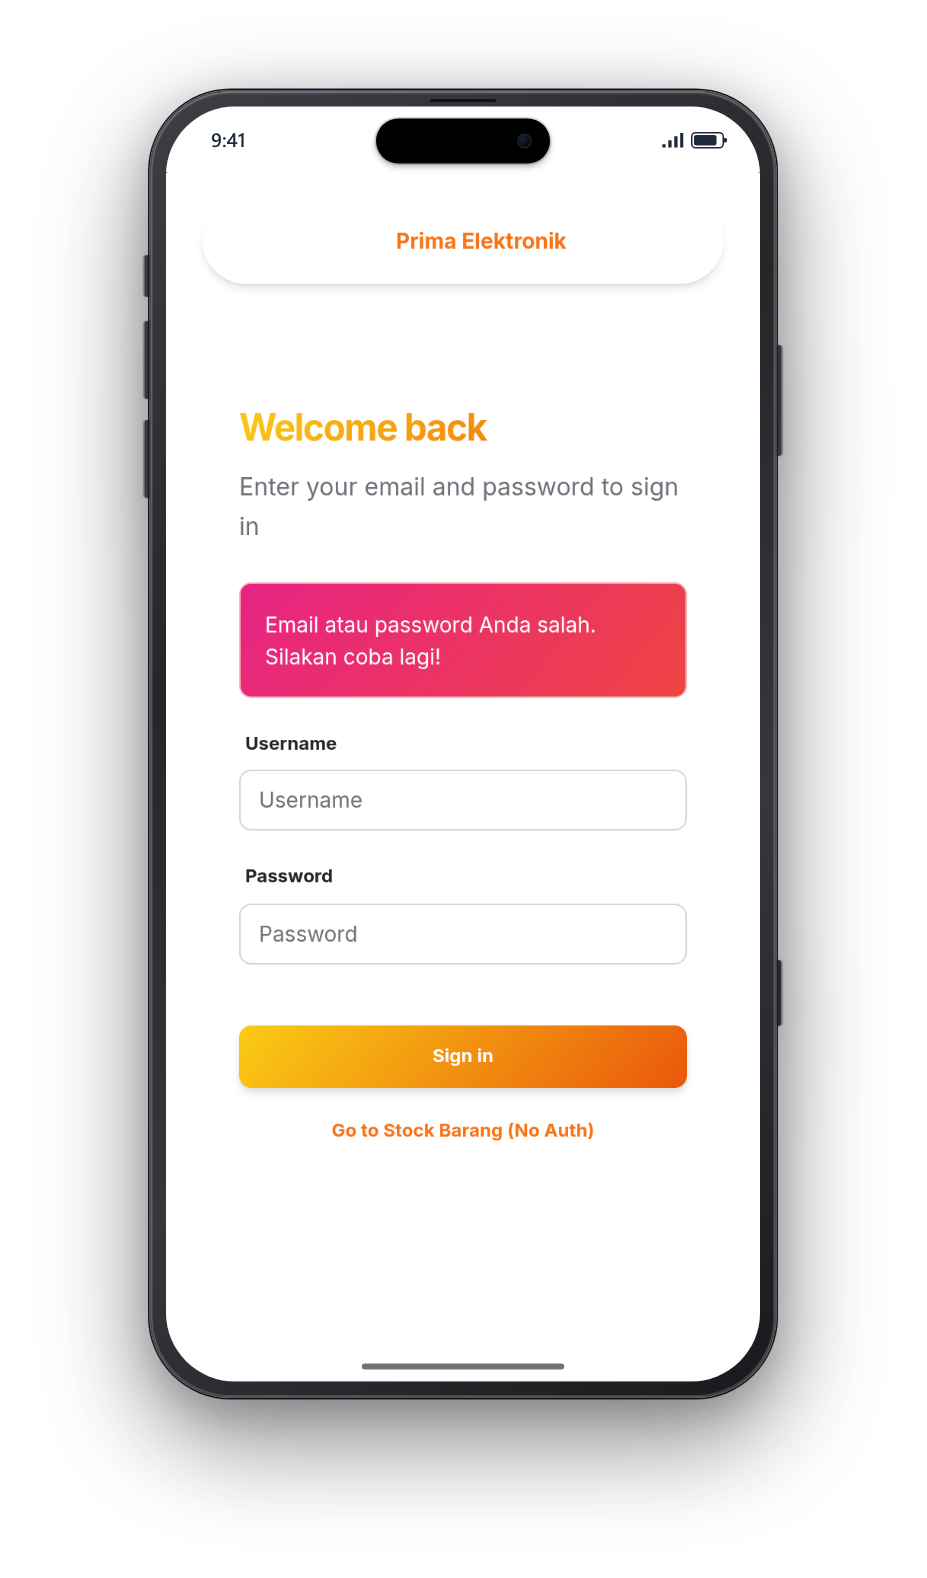 9:41
Prima Elektronik
Welcome back
Enter your email and password to sign
in
Email atau password Anda salah.
Silakan coba lagi!
Username
Username
Password
Password
Sign in
Go to Stock Barang (No Auth)